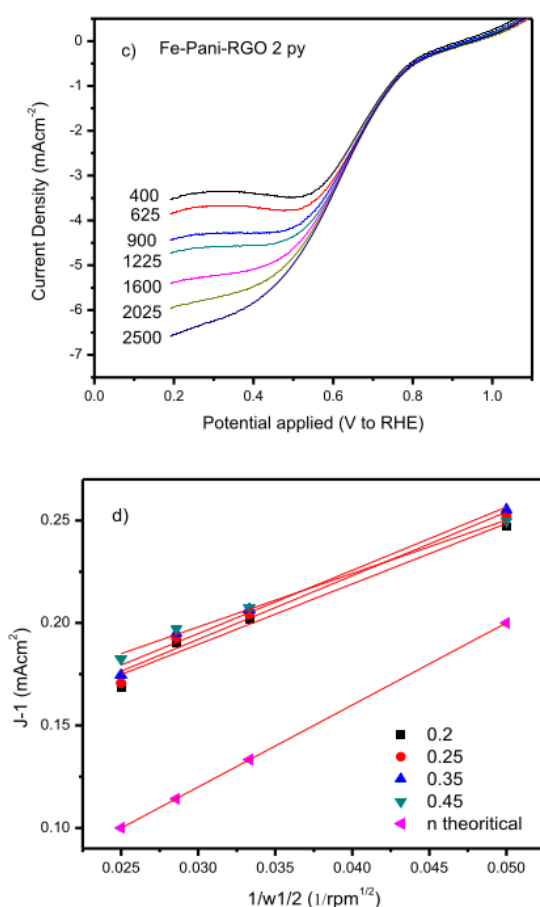 c) Fe-Pani-RGO 2 py
0
-1
-2
-3
-4
-5
-6
-7
400
625
900
1225
1600
2025
2500
0.0 0.2 0.4 0.6 0.8 1.0
Current Density (mAcm-2)
Potential applied (V to RHE)
d)
0.25
0.20
0.15
0.10
J-1 (mAcm2)
0.2
0.25
0.35
0.45
n theoritical
0.025 0.030 0.035 0.040 0.045 0.050
1/w1/2 (1/rpm1/2)